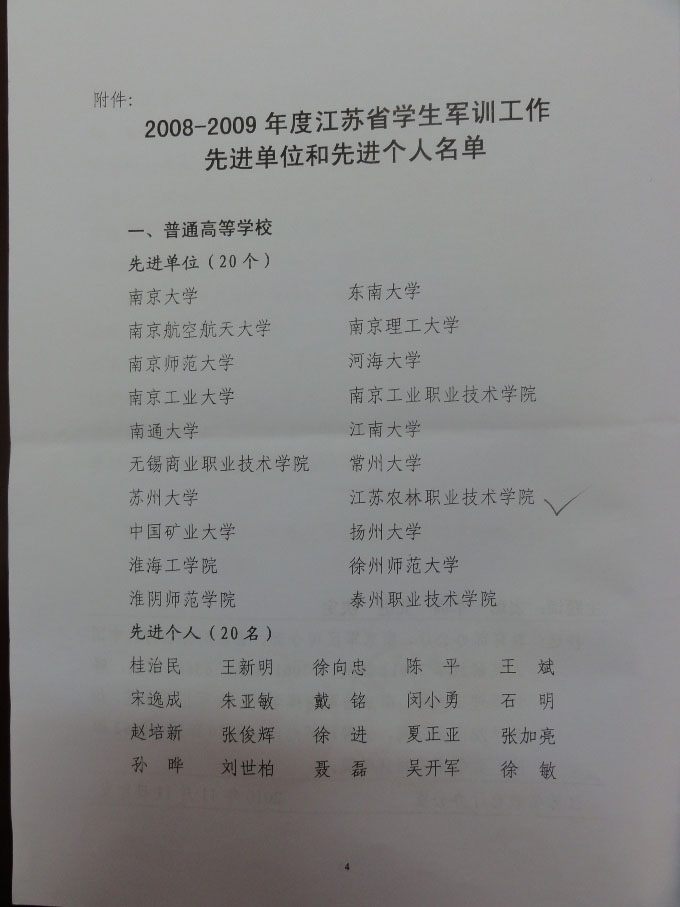 附件:
2008-2009 年度江苏省学生军训工作
先进单位和先进个人名单
一、普通高等学校
先进单位（20个）
南京大学 东南大学
南京航空航天大学 南京理工大学
南京师范大学 河海大学
南京工业大学 南京工业职业技术学院
南通大学 江南大学
无锡商业职业技术学院 常州大学
苏州大学 江苏农林职业技术学院
中国矿业大学 扬州大学
淮海工学院 徐州师范大学
淮阴师范学院 泰州职业技术学院
先进个人（20名）
桂治民 王新明 徐向忠 陈 平 王 斌
宋逸成 朱亚敏 戴 铭 闵小勇 石 明
赵培新 张俊辉 徐 进 夏正亚 张加亮
孙 晔 刘世柏 聂 磊 吴开军 徐 敏
4